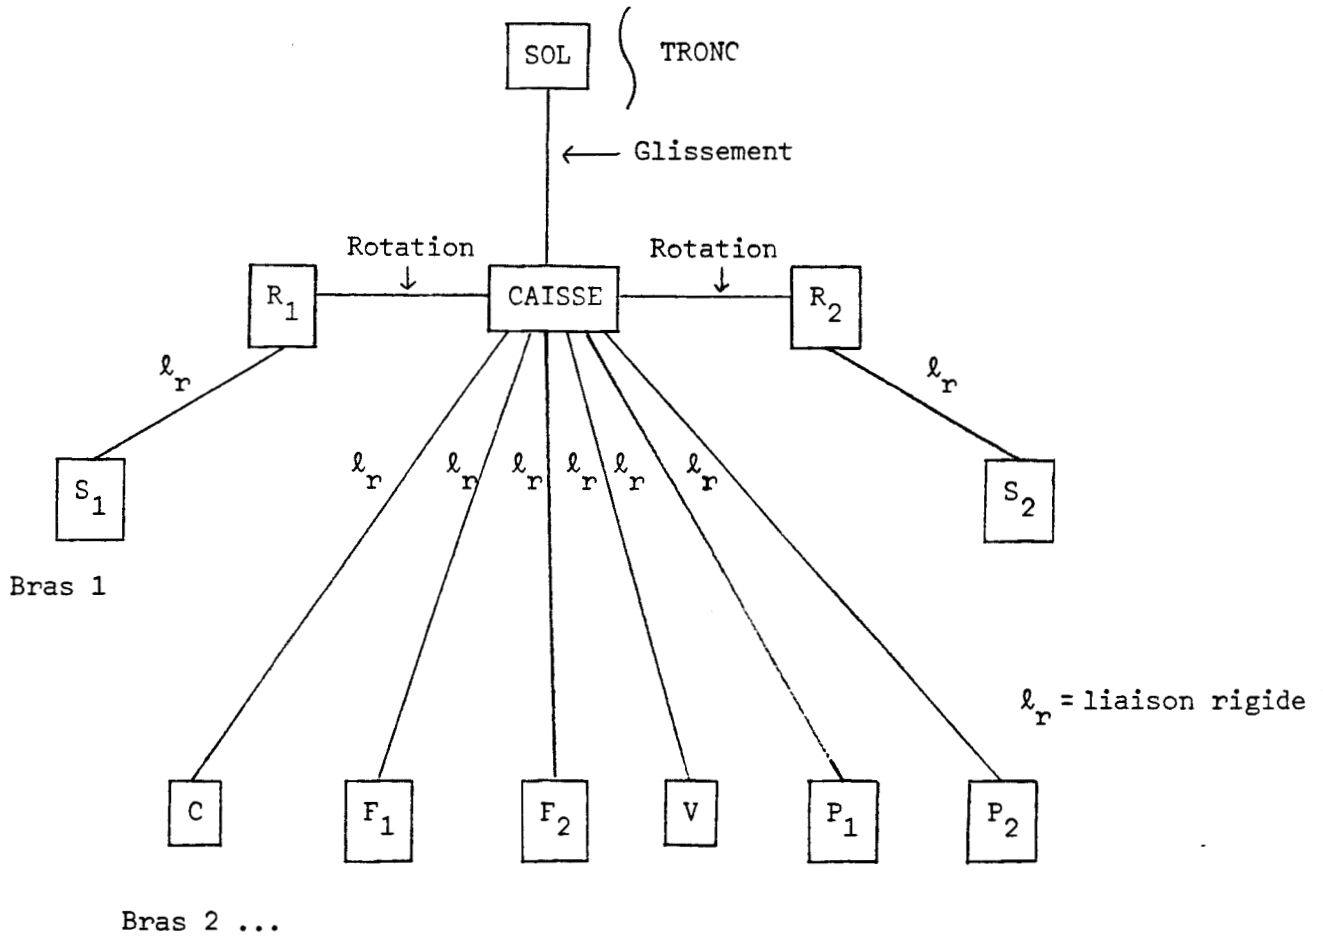 SOL
TRONC
Glissement
Rotation
Rotation
R1
CAISSE
R2
ℓr
ℓr
S1
ℓr
ℓr
ℓr
ℓr
ℓr
ℓr
S2
Bras 1
ℓr = liaison rigide
C
F1
F2
V
P1
P2
Bras 2 ...